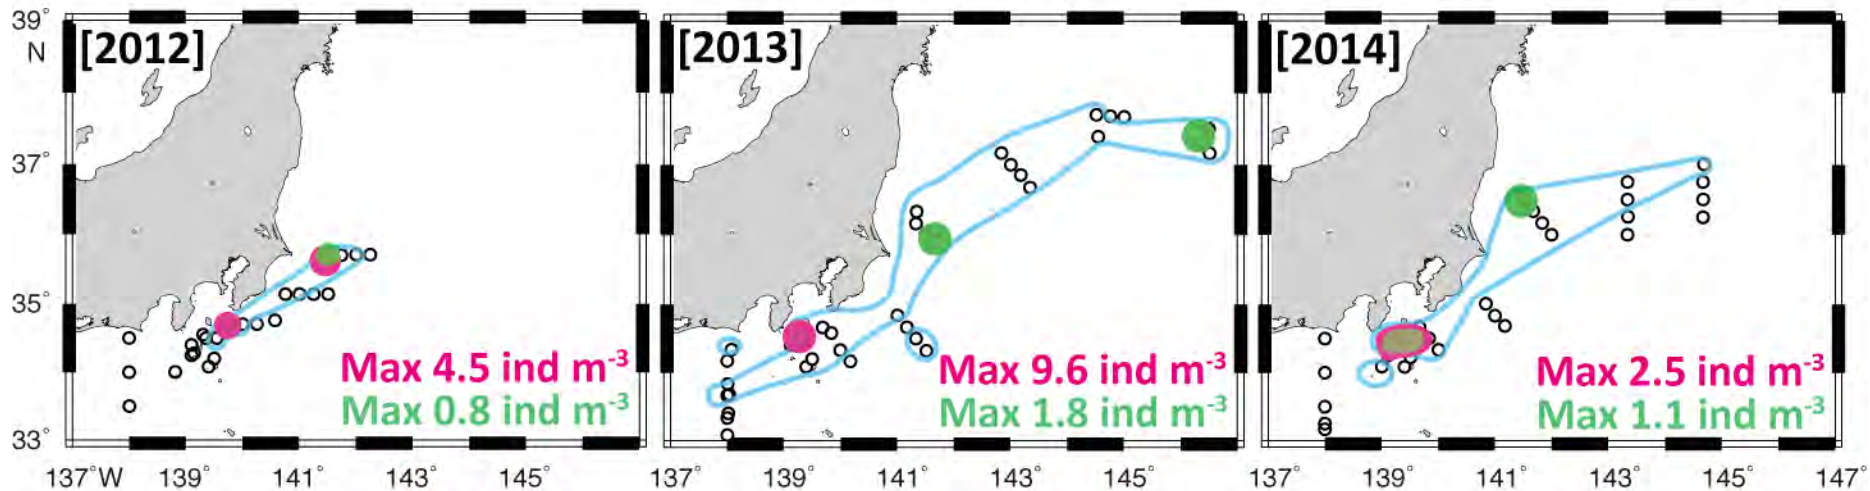 39°
N
37°
35°
33°
[2012]
Max 4.5 ind m⁻³
Max 0.8 ind m⁻³
137°W 139° 141° 143° 145°
[2013]
Max 9.6 ind m⁻³
Max 1.8 ind m⁻³
137° 139° 141° 143° 145°
[2014]
Max 2.5 ind m⁻³
Max 1.1 ind m⁻³
137° 139° 141° 143° 145° 147°